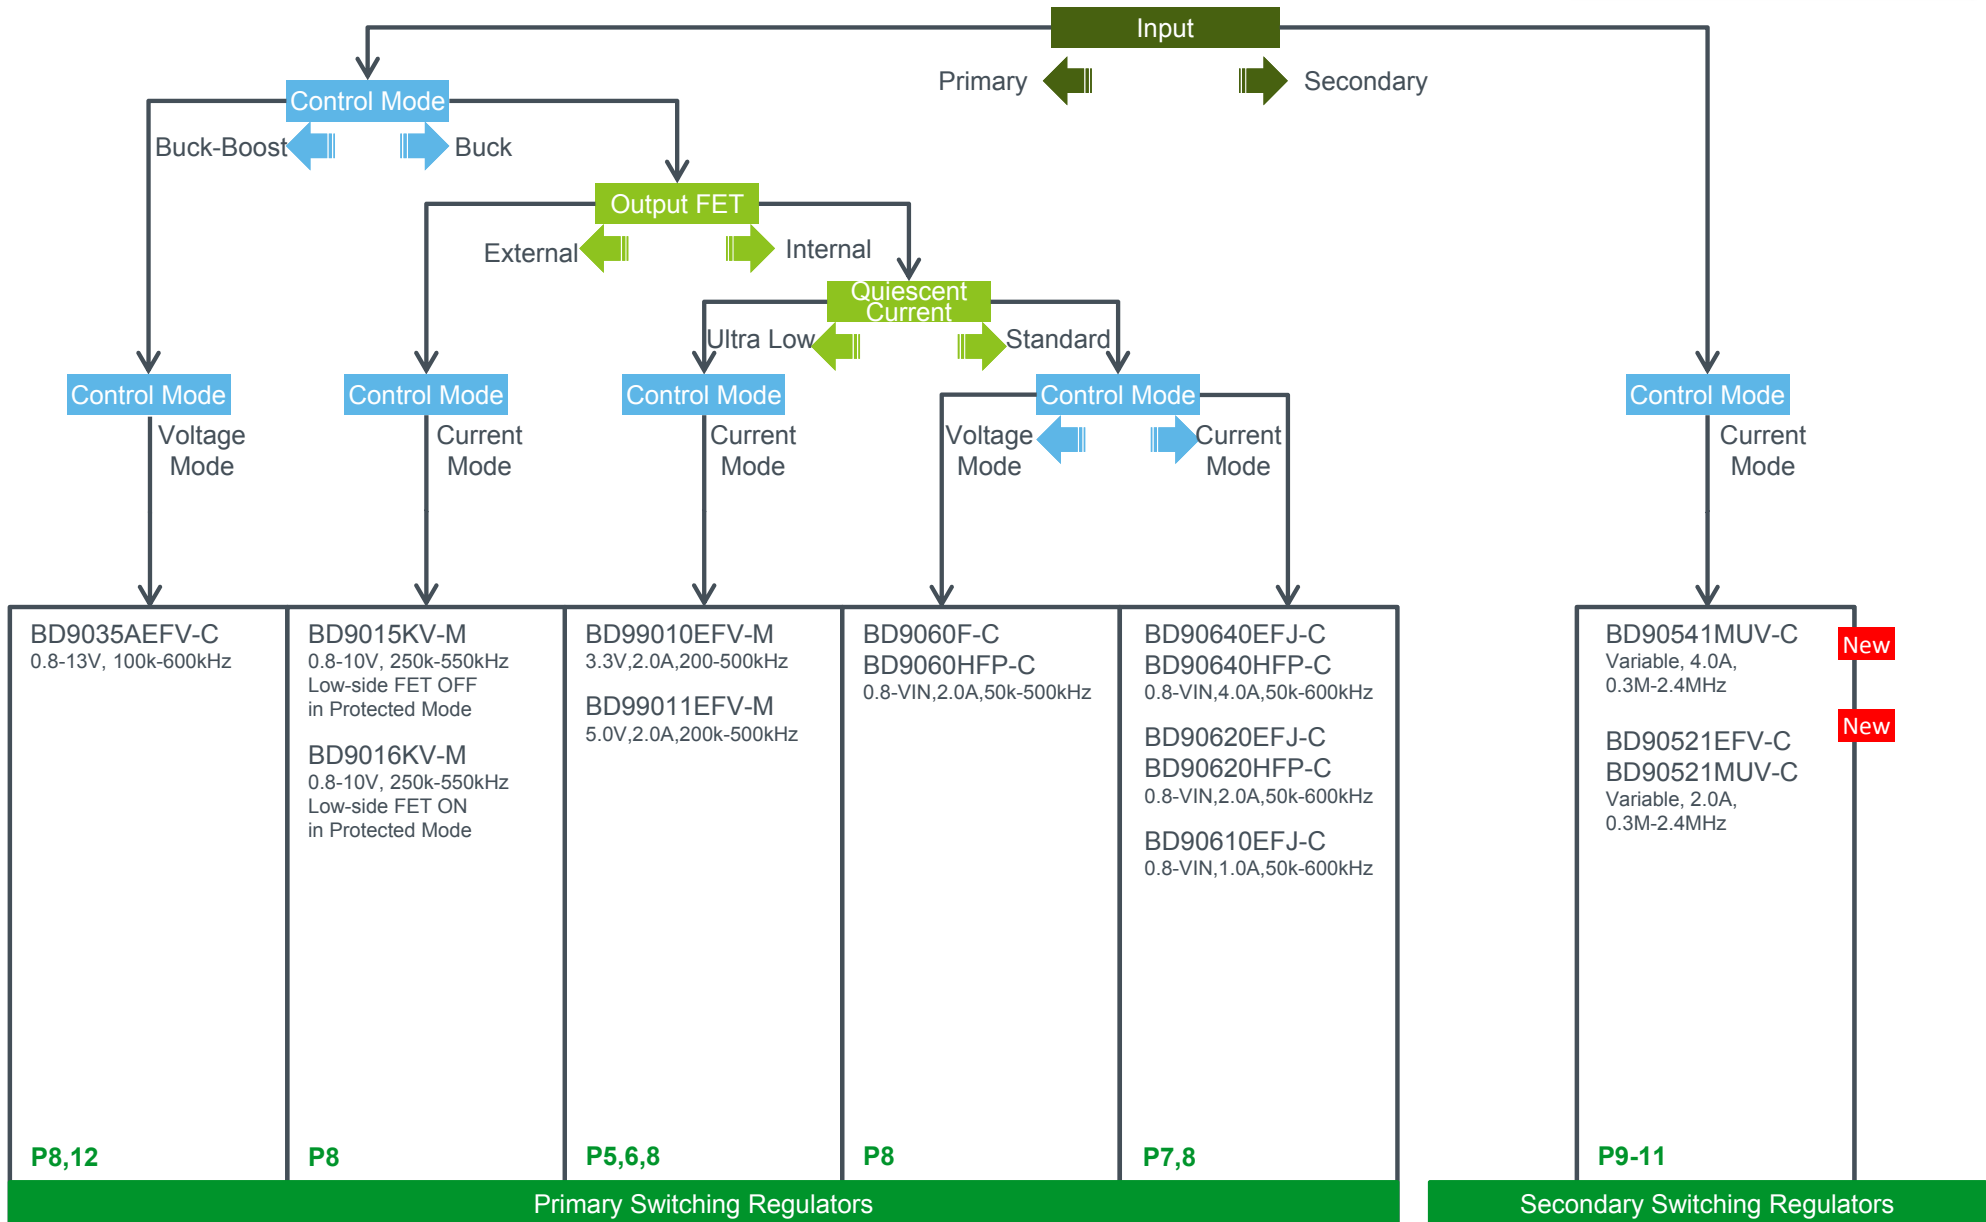 Input
Primary
Secondary
Control Mode
Buck-Boost
Buck
Output FET
External
Internal
Quiescent
Current
Ultra Low
Standard
Control Mode
Voltage
Mode
Control Mode
Current
Mode
Control Mode
Current
Mode
Control Mode
Voltage
Mode
Current
Mode
Control Mode
Current
Mode
BD9035AEFV-C
0.8-13V, 100k-600kHz
P8,12
BD9015KV-M
0.8-10V, 250k-550kHz
Low-side FET OFF
in Protected Mode
BD9016KV-M
0.8-10V, 250k-550kHz
Low-side FET ON
in Protected Mode
P8
BD99010EFV-M
3.3V,2.0A,200-500kHz
BD99011EFV-M
5.0V,2.0A,200k-500kHz
P5,6,8
BD9060F-C
BD9060HFP-C
0.8-VIN,2.0A,50k-500kHz
P8
BD90640EFJ-C
BD90640HFP-C
0.8-VIN,4.0A,50k-600kHz
BD90620EFJ-C
BD90620HFP-C
0.8-VIN,2.0A,50k-600kHz
BD90610EFJ-C
0.8-VIN,1.0A,50k-600kHz
P7,8
BD90541MUV-C
New
Variable, 4.0A,
0.3M-2.4MHz
New
BD90521EFV-C
BD90521MUV-C
Variable, 2.0A,
0.3M-2.4MHz
P9-11
Primary Switching Regulators
Secondary Switching Regulators